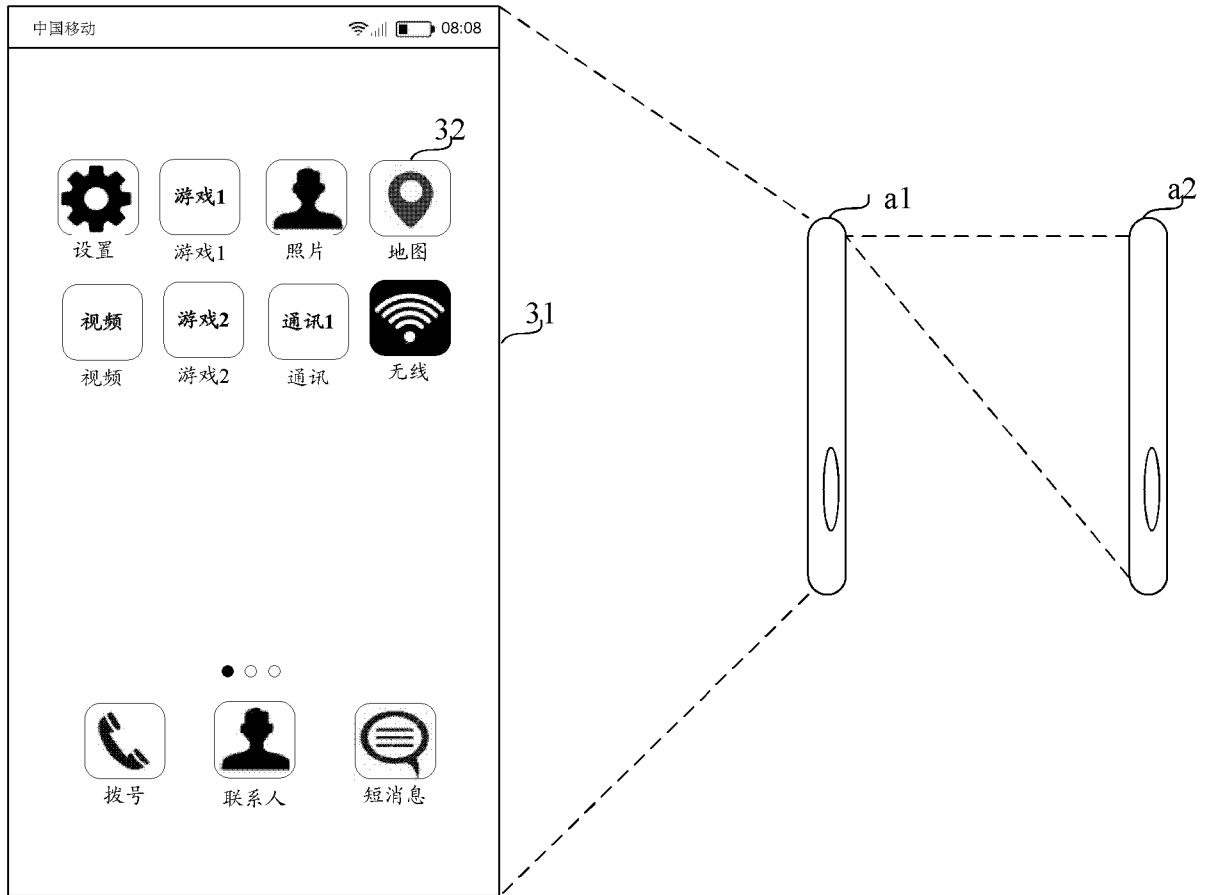 中国移动 08:08
32
游戏1
设置 游戏1 照片 地图
a1 a2
31
视频 游戏2 通讯1
视频 游戏2 通讯 无线
拨号 联系人 短消息